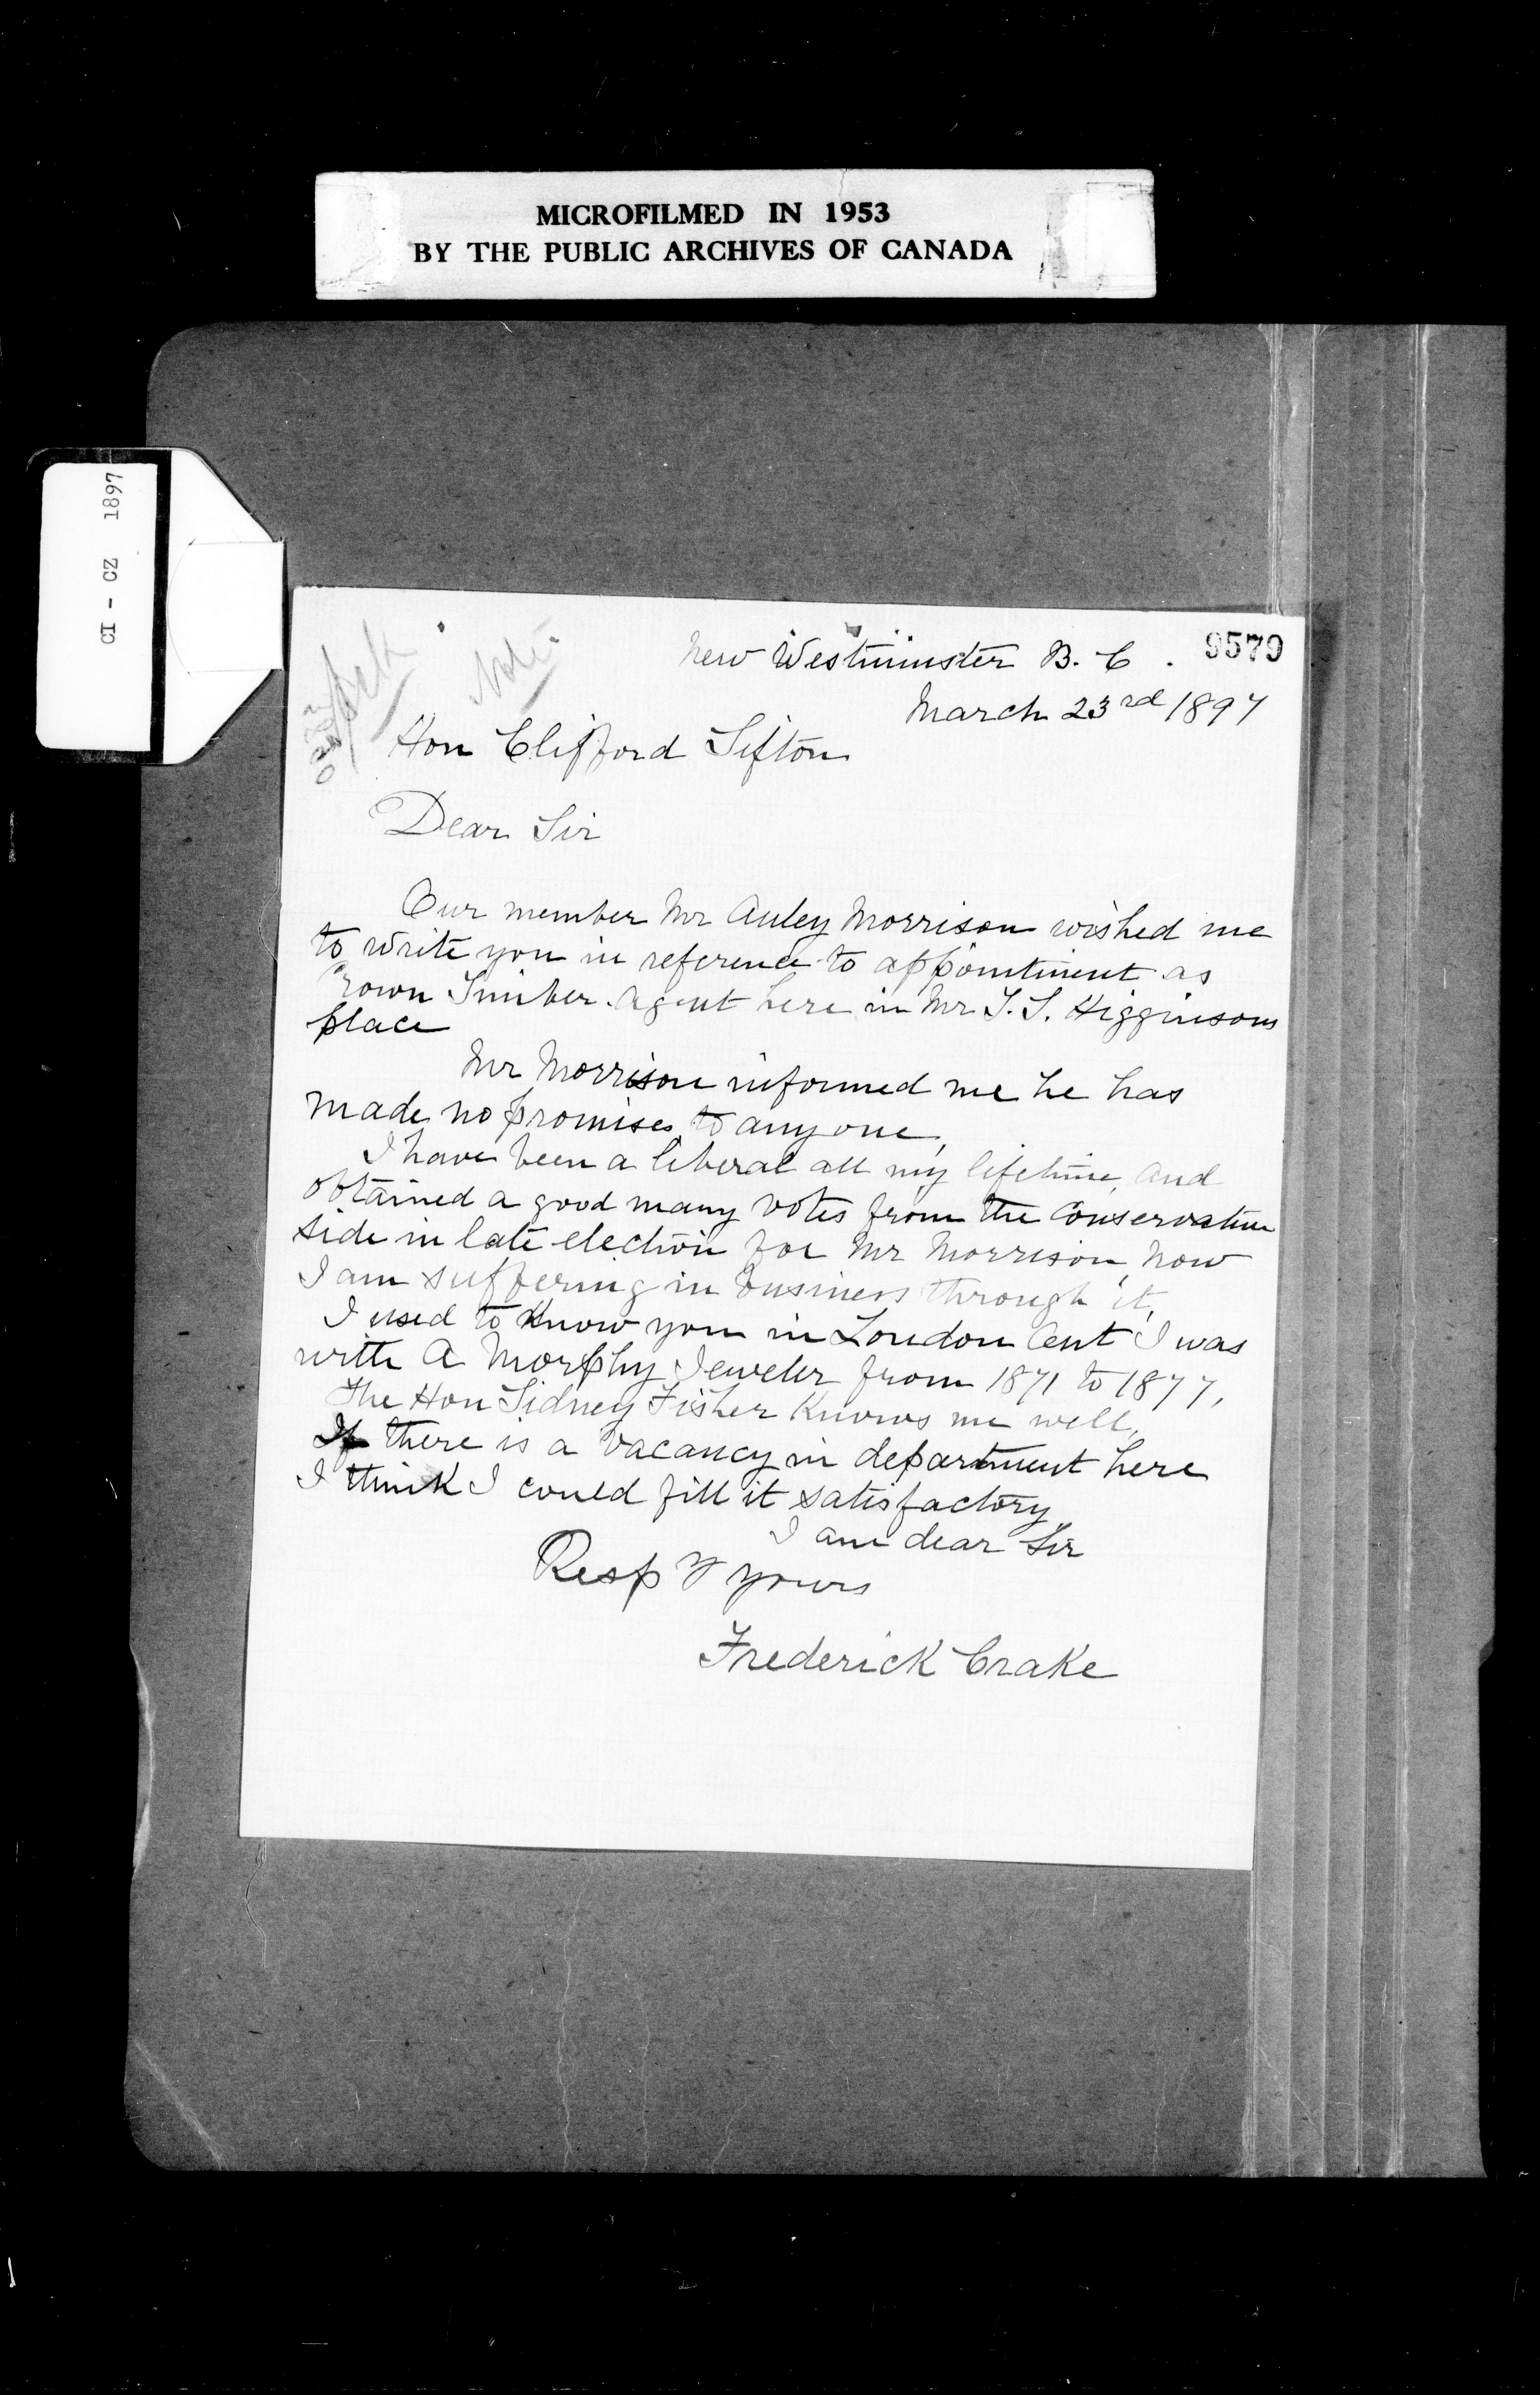 MICROFILMED IN 1953
BY THE PUBLIC ARCHIVES OF CANADA
CI - CZ 1897
9579
New Westminster B. C.
March 23rd 1897
Hon Clifford Sifton
Dear Sir
Our member Mr Auley Morrison wished me
to write you in reference to appointment as
Crown Timber Agent here in Mr T. S. Higginsons
place
Mr Morrison informed me he has
made no promises to anyone,
I have been a liberal all my lifetime, and
obtained a good many votes from the Conservative
side in late election for Mr Morrison, now
I am suffering in business through it,
I used to Know you in London Ont I was
with A Morphy Jeweler from 1871 to 1877,
The Hon Sidney Fisher Knows me well,
If there is a vacancy in department here
I think I could fill it satisfactory
I am dear Sir
Resp y yours
Frederick Crake